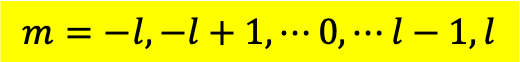 m = −l, −l + 1, ⋯ 0, ⋯ l − 1, l